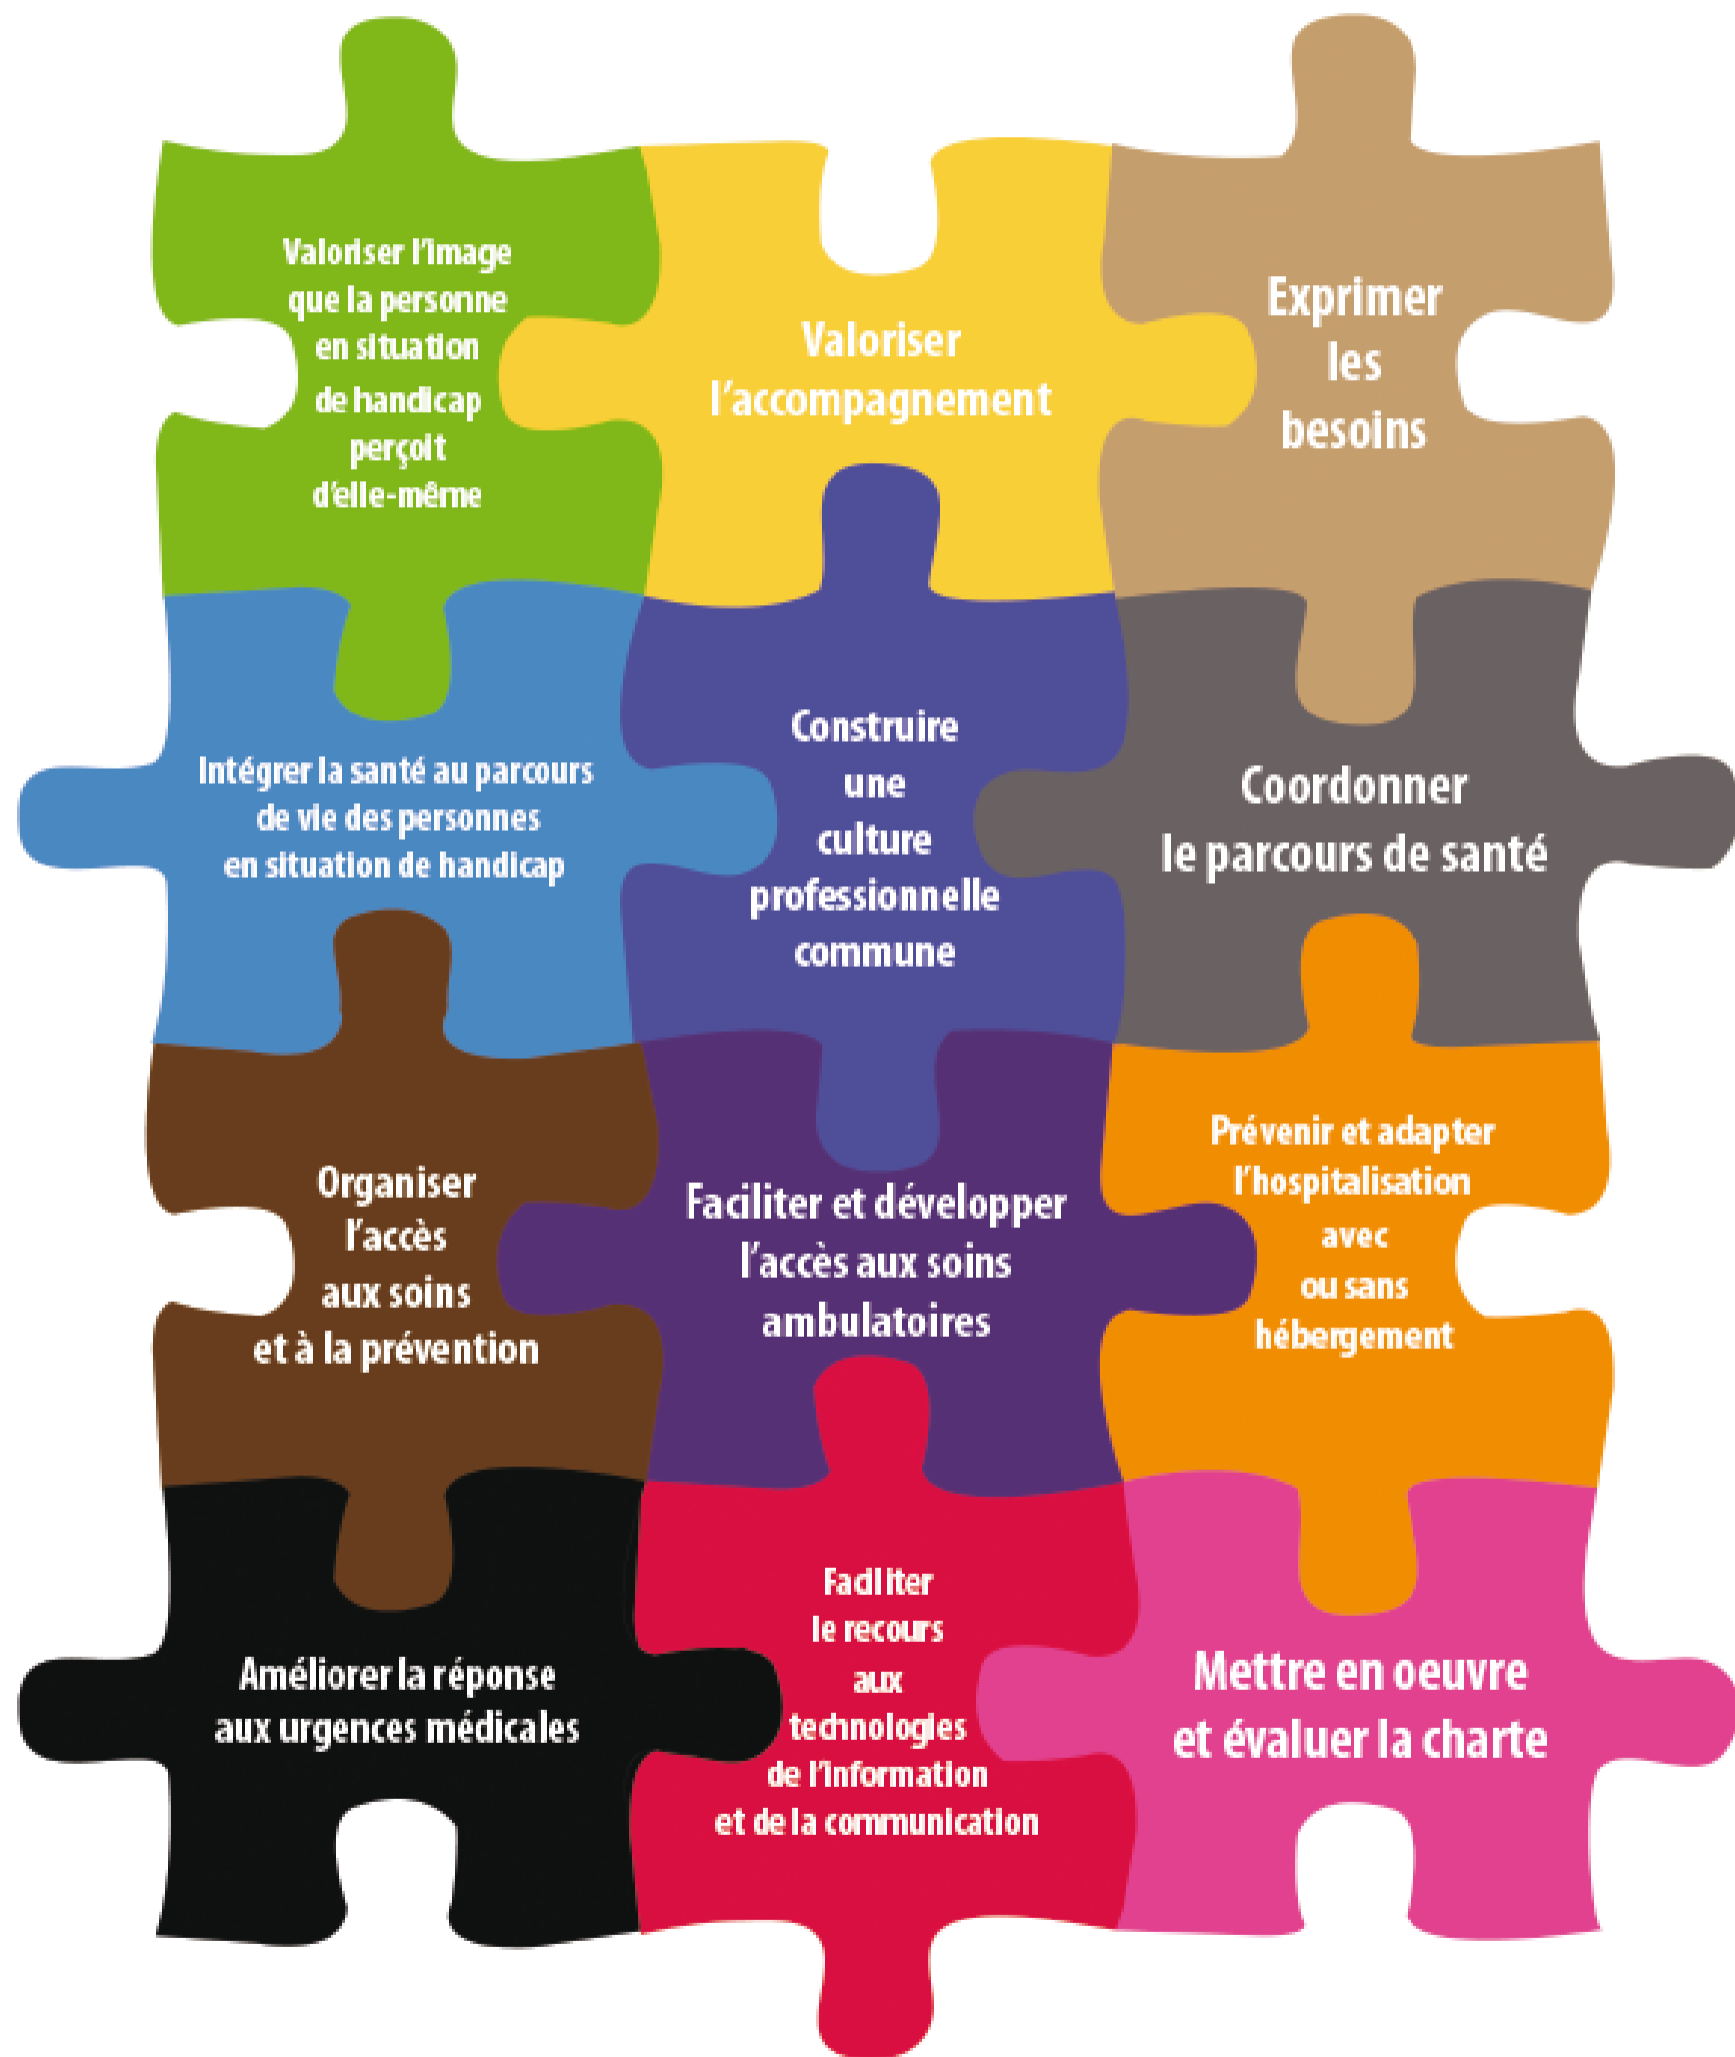 Valoriser l'image
que la personne
en situation
de handicap
perçoit
d'elle-même
Valoriser
l'accompagnement
Exprimer
les
besoins
Intégrer la santé au parcours
de vie des personnes
en situation de handicap
Construire
une
culture
professionnelle
commune
Coordonner
le parcours de santé
Organiser
l'accès
aux soins
et à la prévention
Faciliter et développer
l'accès aux soins
ambulatoires
Prévenir et adapter
l'hospitalisation
avec
ou sans
hébergement
Améliorer la réponse
aux urgences médicales
Faciliter
le recours
aux
technologies
de l'information
et de la communication
Mettre en oeuvre
et évaluer la charte